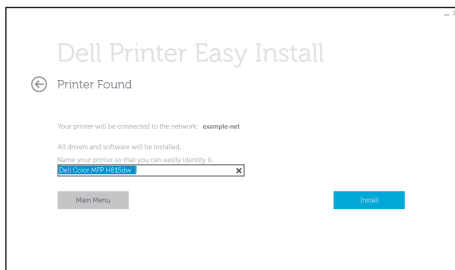 Dell Printer Easy Install
Printer Found
Your printer will be connected to the network: example-net
All drivers and software will be installed.
Name your printer so that you can easily identify it.
Dell Color MFP H815dw
Main Menu
Install